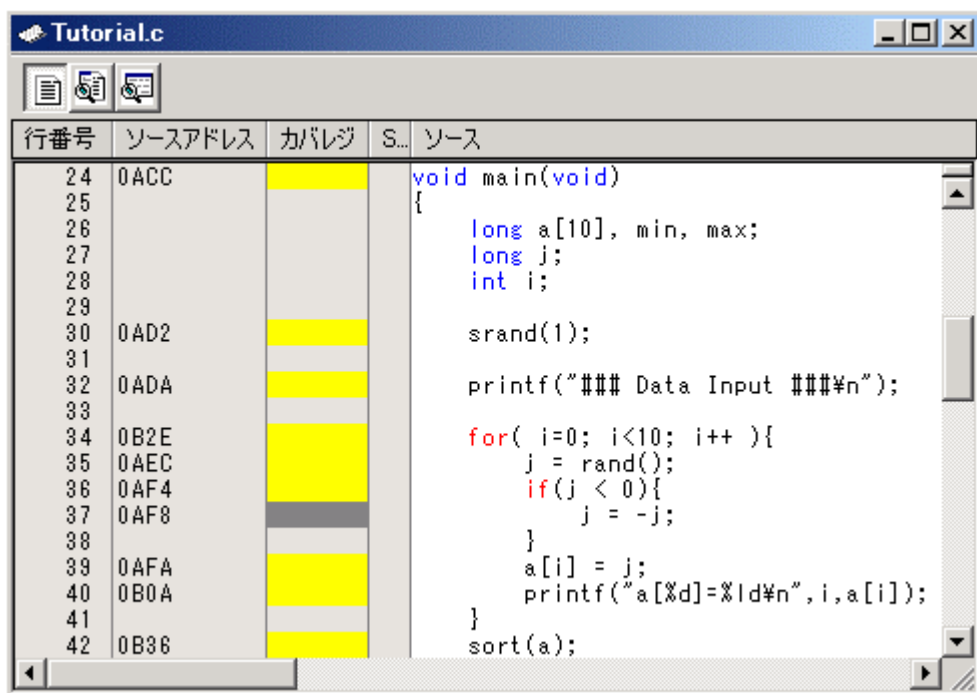 Tutorial.c
行番号 ソースアドレス カバレジ S... ソース
24 0ACC void main(void)
25 {
26 long a[10], min, max;
27 long j;
28 int i;
29
30 0AD2 srand(1);
31
32 0ADA printf("### Data Input ###¥n");
33
34 0B2E for( i=0; i<10; i++ ){
35 0AEC j = rand();
36 0AF4 if(j < 0){
37 0AF8 j = -j;
38 }
39 0AFA a[i] = j;
40 0B0A printf("a[%d]=%ld¥n",i,a[i]);
41 }
42 0B36 sort(a);